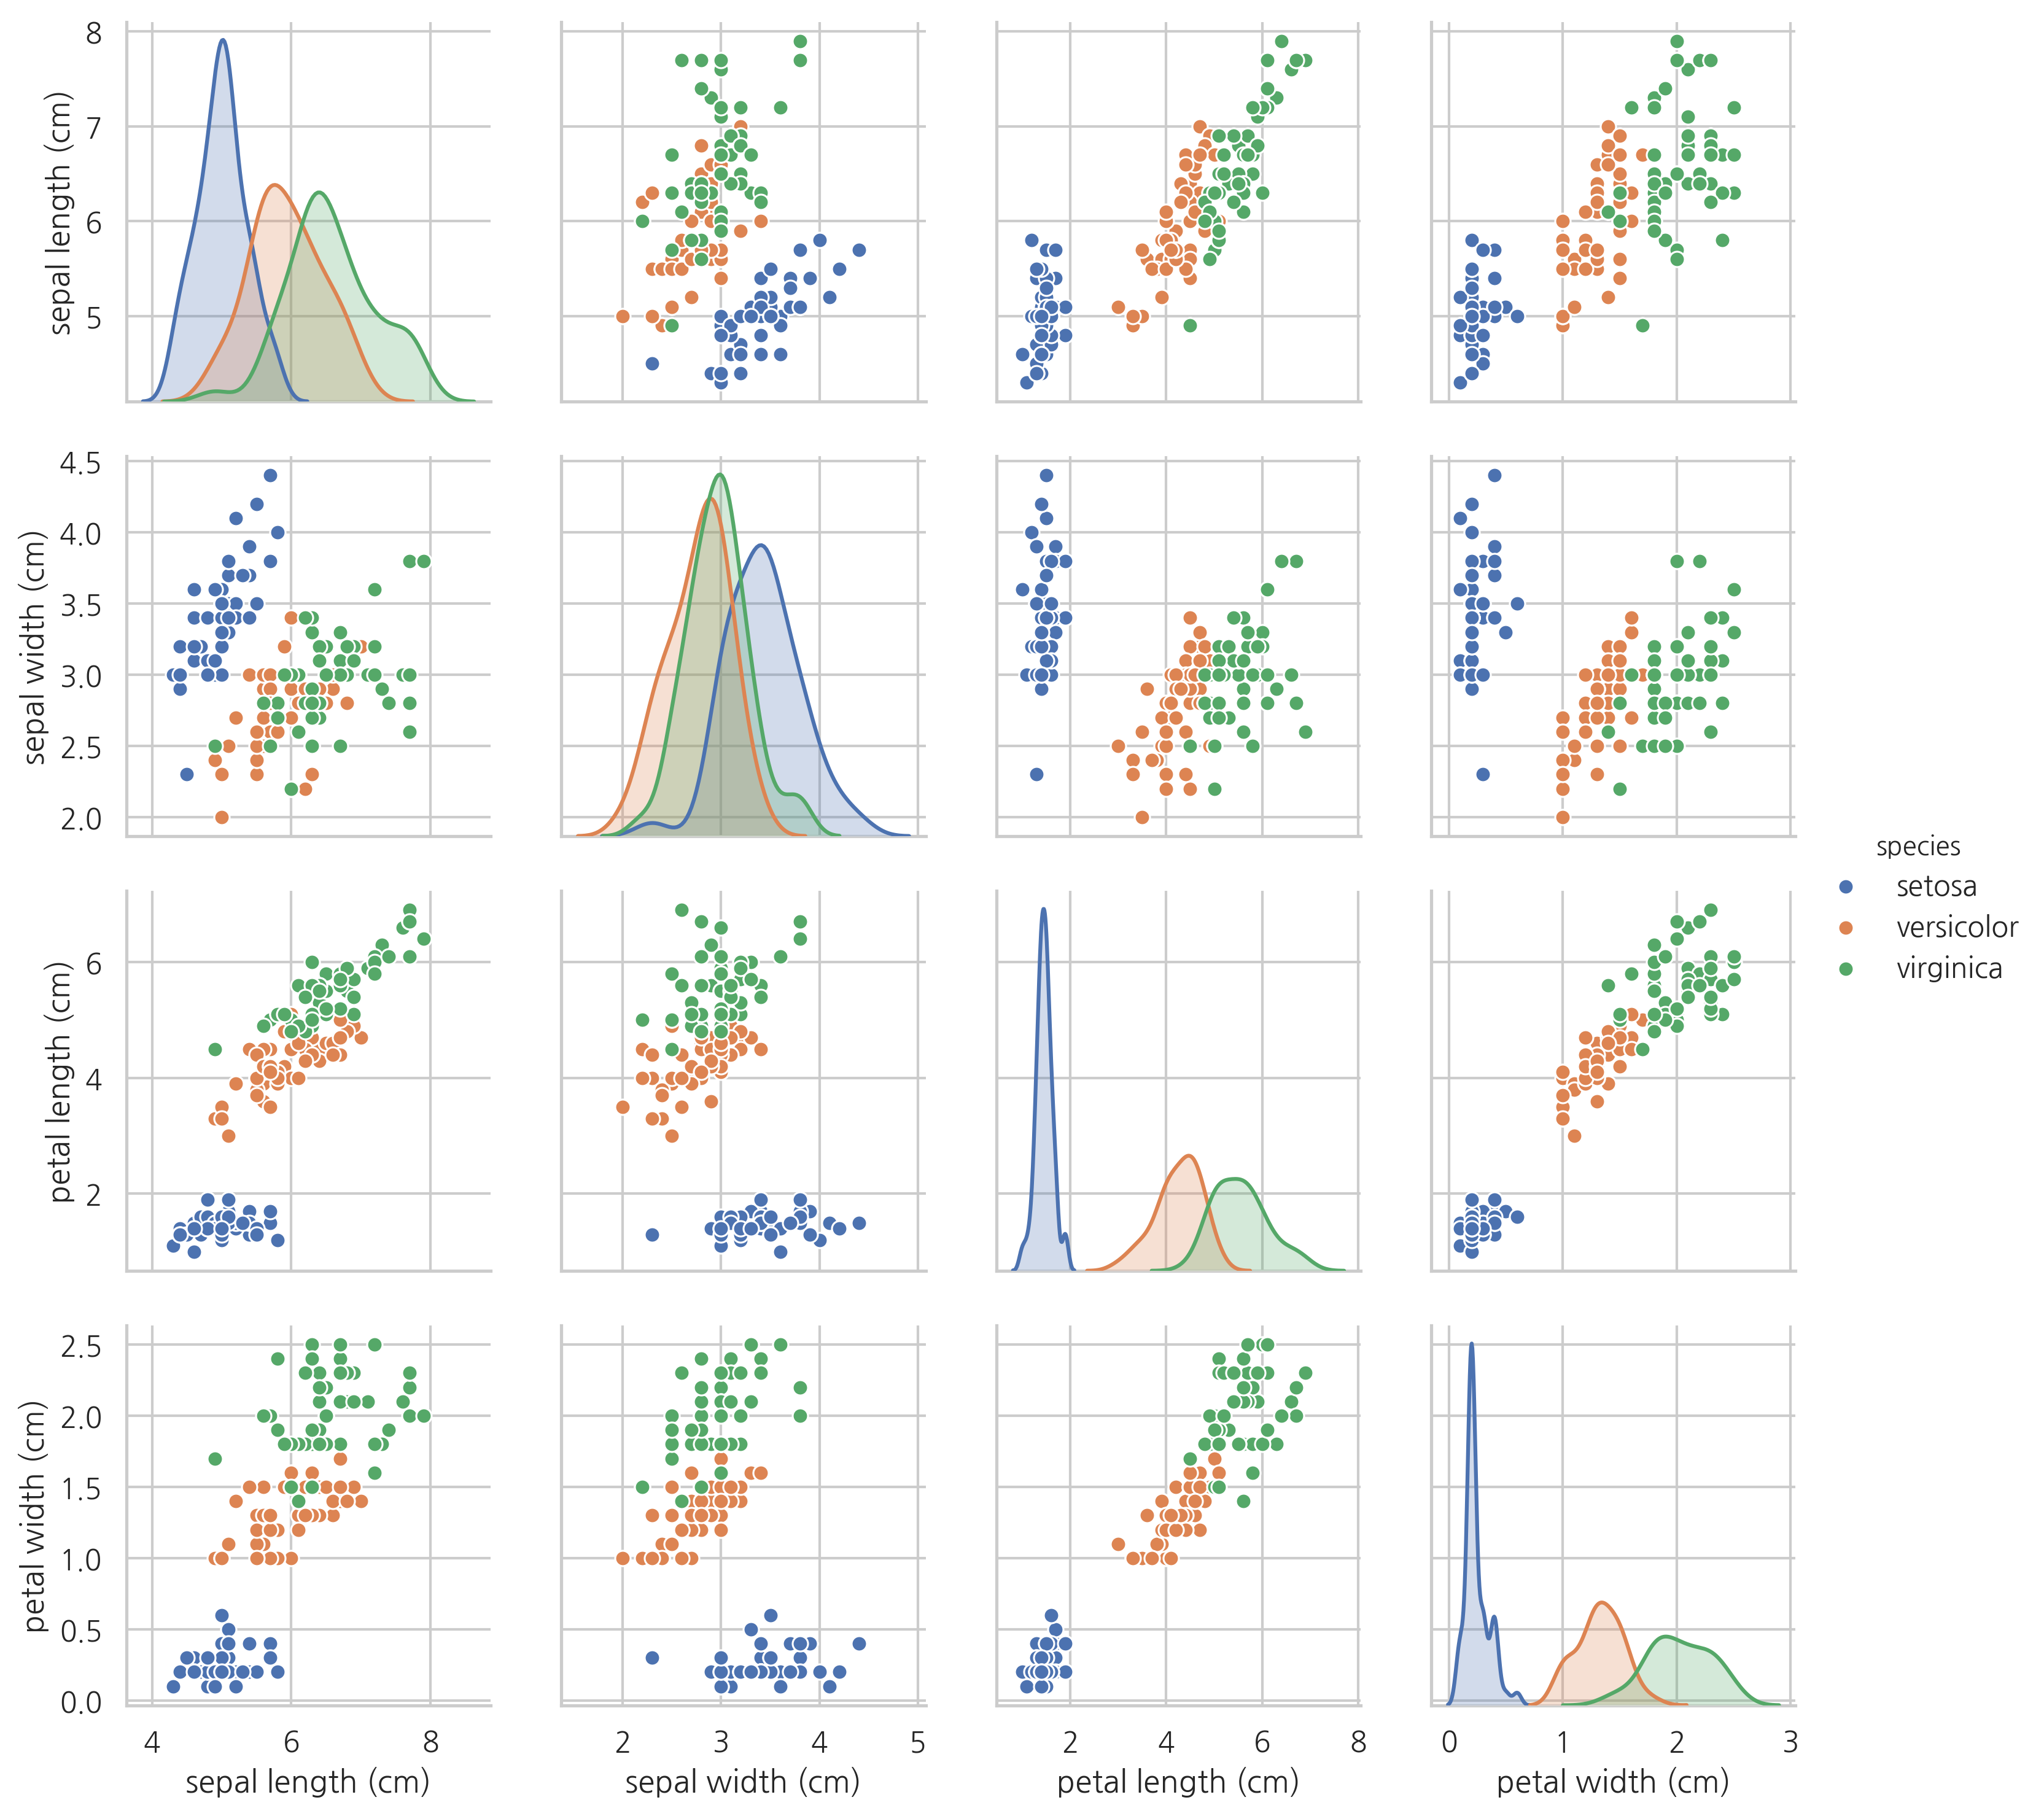 8
7
6
5
sepal length (cm)
4.5
4.0
3.5
3.0
2.5
2.0
sepal width (cm)
species
setosa
versicolor
virginica
6
4
2
petal length (cm)
2.5
2.0
1.5
1.0
0.5
0.0
petal width (cm)
4 6 8
2 3 4 5
2 4 6 8
0 1 2 3
sepal length (cm)
sepal width (cm)
petal length (cm)
petal width (cm)